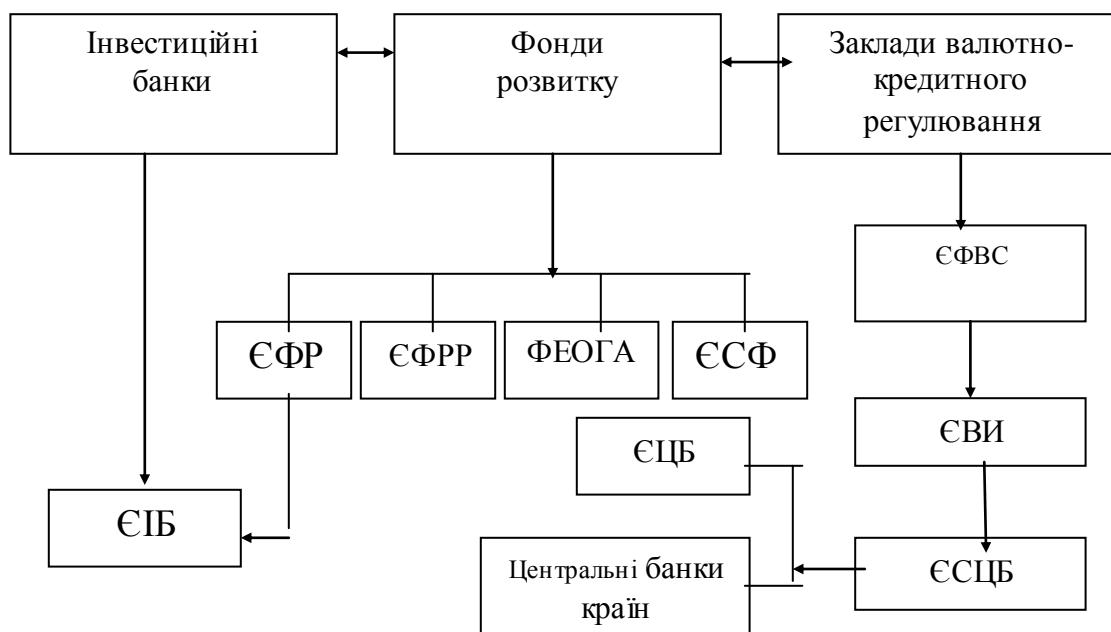 Інвестиційні
банки
Фонди
розвитку
Заклади валютно-
кредитного
регулювання
ЄФВС
ЄФР
ЄФРР
ФЕОГА
ЄСФ
ЄВИ
ЄЦБ
ЄІБ
Центральні банки
країн
ЄСЦБ